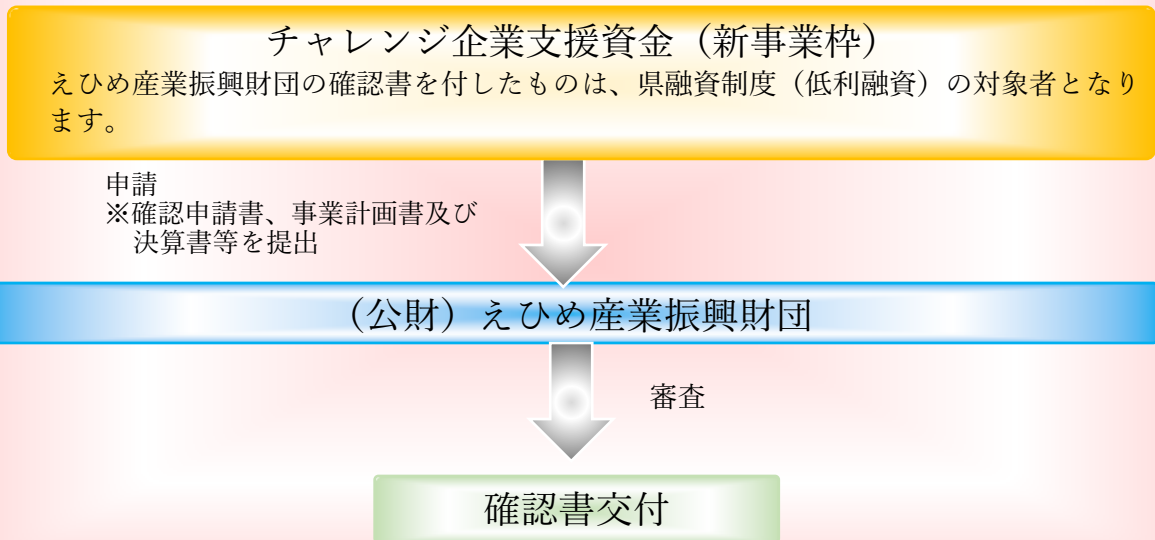 チャレンジ企業支援資金（新事業枠）
えひめ産業振興財団の確認書を付したものは、県融資制度（低利融資）の対象者となり
ます。
申請
※確認申請書、事業計画書及び
決算書等を提出
（公財）えひめ産業振興財団
審査
確認書交付